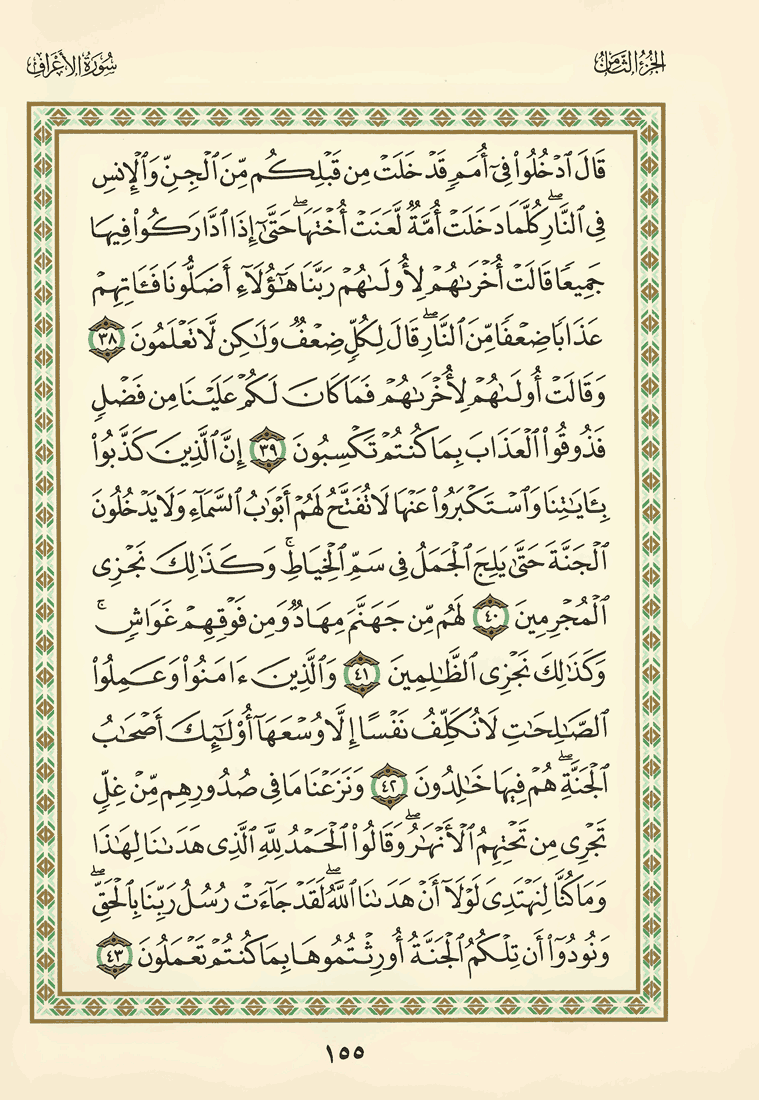 الجزء الثامن
سورة الأعراف
قَالَ ٱدْخُلُوا۟ فِىٓ أُمَمٍ قَدْ خَلَتْ مِن قَبْلِكُم مِّنَ ٱلْجِنِّ وَٱلْإِنسِ
فِى ٱلنَّارِۖ كُلَّمَا دَخَلَتْ أُمَّةٌ لَّعَنَتْ أُخْتَهَاۖ حَتَّىٰٓ إِذَا ٱدَّارَكُوا۟ فِيهَا
جَمِيعًا قَالَتْ أُخْرَىٰهُمْ لِأُولَىٰهُمْ رَبَّنَا هَـٰٓؤُلَآءِ أَضَلُّونَا فَـَٔاتِهِمْ
عَذَابًا ضِعْفًا مِّنَ ٱلنَّارِۖ قَالَ لِكُلٍّ ضِعْفٌ وَلَـٰكِن لَّا تَعْلَمُونَ ٣٨
وَقَالَتْ أُولَىٰهُمْ لِأُخْرَىٰهُمْ فَمَا كَانَ لَكُمْ عَلَيْنَا مِن فَضْلٍ
فَذُوقُوا۟ ٱلْعَذَابَ بِمَا كُنتُمْ تَكْسِبُونَ ٣٩ إِنَّ ٱلَّذِينَ كَذَّبُوا۟
بِـَٔايَـٰتِنَا وَٱسْتَكْبَرُوا۟ عَنْهَا لَا تُفَتَّحُ لَهُمْ أَبْوَٰبُ ٱلسَّمَآءِ وَلَا يَدْخُلُونَ
ٱلْجَنَّةَ حَتَّىٰ يَلِجَ ٱلْجَمَلُ فِى سَمِّ ٱلْخِيَاطِۚ وَكَذَٰلِكَ نَجْزِى
ٱلْمُجْرِمِينَ ٤٠ لَهُم مِّن جَهَنَّمَ مِهَادٌ وَمِن فَوْقِهِمْ غَوَاشٍۚ
وَكَذَٰلِكَ نَجْزِى ٱلظَّـٰلِمِينَ ٤١ وَٱلَّذِينَ ءَامَنُوا۟ وَعَمِلُوا۟
ٱلصَّـٰلِحَـٰتِ لَا نُكَلِّفُ نَفْسًا إِلَّا وُسْعَهَآ أُو۟لَـٰٓئِكَ أَصْحَـٰبُ
ٱلْجَنَّةِۖ هُمْ فِيهَا خَـٰلِدُونَ ٤٢ وَنَزَعْنَا مَا فِى صُدُورِهِم مِّنْ غِلٍّ
تَجْرِى مِن تَحْتِهِمُ ٱلْأَنْهَـٰرُۖ وَقَالُوا۟ ٱلْحَمْدُ لِلَّهِ ٱلَّذِى هَدَىٰنَا لِهَـٰذَا
وَمَا كُنَّا لِنَهْتَدِىَ لَوْلَآ أَنْ هَدَىٰنَا ٱللَّهُۖ لَقَدْ جَآءَتْ رُسُلُ رَبِّنَا بِٱلْحَقِّۖ
وَنُودُوٓا۟ أَن تِلْكُمُ ٱلْجَنَّةُ أُورِثْتُمُوهَا بِمَا كُنتُمْ تَعْمَلُونَ ٤٣
١٥٥